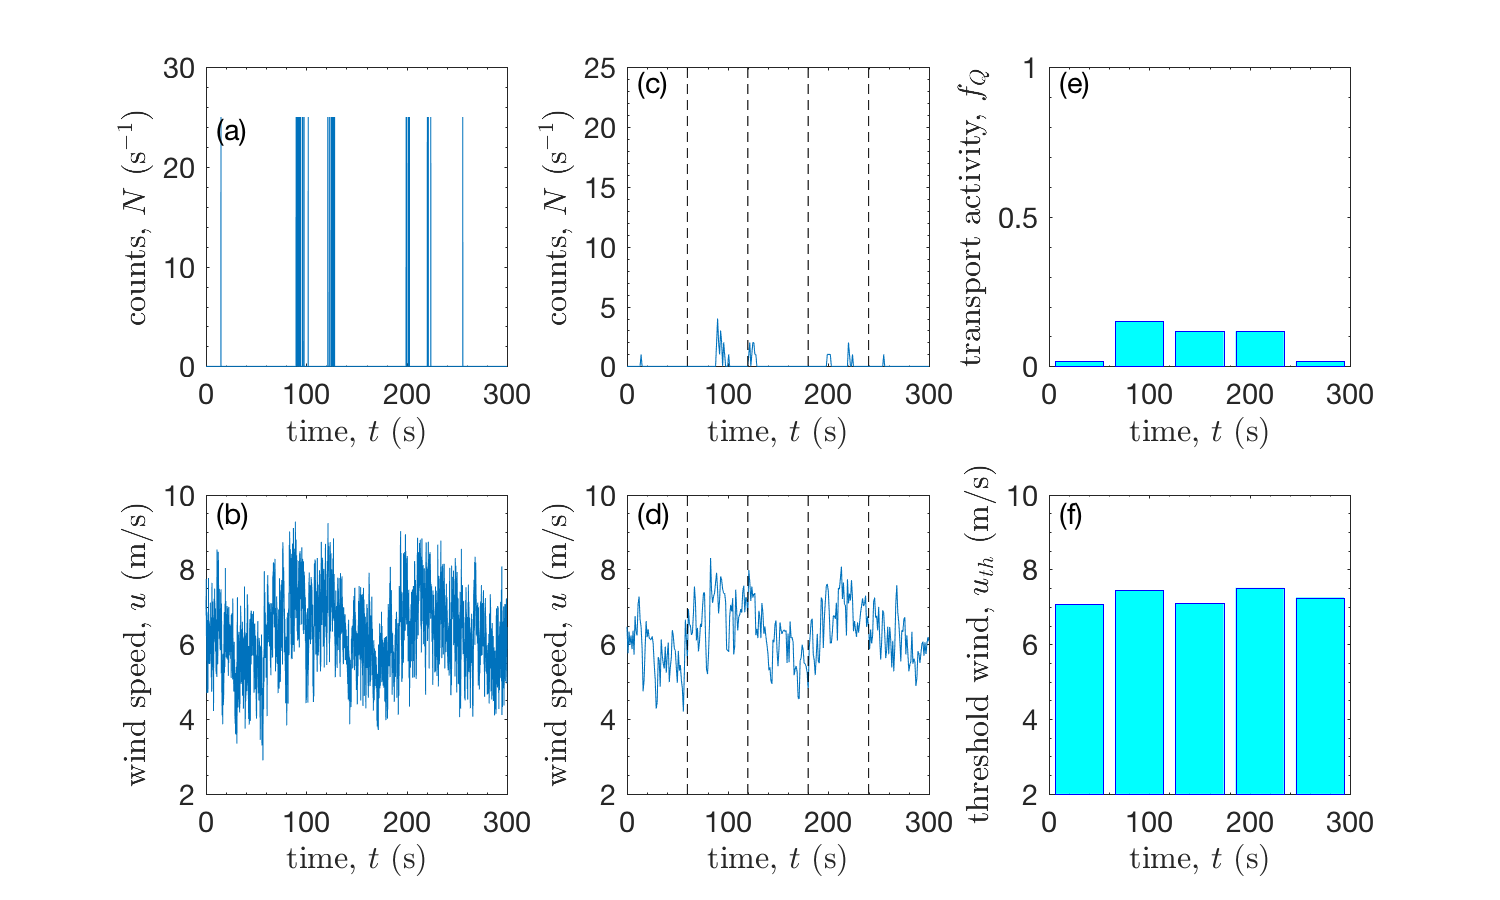 30
20
10
0
0 100 200 300
counts, N (s⁻¹)
time, t (s)
(a)
25
20
15
10
5
0
0 100 200 300
counts, N (s⁻¹)
time, t (s)
(c)
1
0.5
0
0 100 200 300
transport activity, f_Q
time, t (s)
(e)
10
8
6
4
2
0 100 200 300
wind speed, u (m/s)
time, t (s)
(b)
10
8
6
4
2
0 100 200 300
wind speed, u (m/s)
time, t (s)
(d)
10
8
6
4
2
0 100 200 300
threshold wind, u_th (m/s)
time, t (s)
(f)